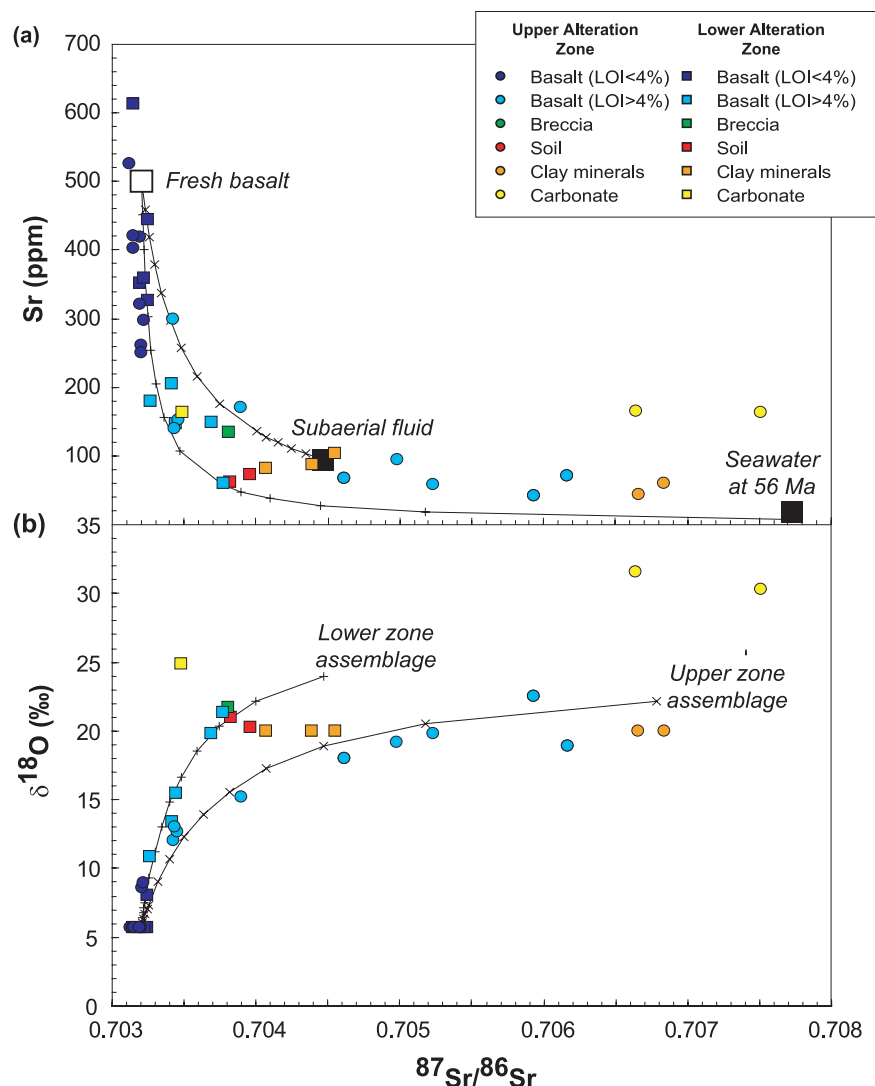 (a)
700
600
500
400
300
200
100
Sr (ppm)
Upper Alteration
Zone
Basalt (LOI<4%)
Basalt (LOI>4%)
Breccia
Soil
Clay minerals
Carbonate
Lower Alteration
Zone
Basalt (LOI<4%)
Basalt (LOI>4%)
Breccia
Soil
Clay minerals
Carbonate
Fresh basalt
Subaerial fluid
Seawater
at 56 Ma
(b)
35
30
25
20
15
10
5
0
δ18O (‰)
Lower zone
assemblage
Upper zone
assemblage
0.703 0.704 0.705 0.706 0.707 0.708
87Sr/86Sr